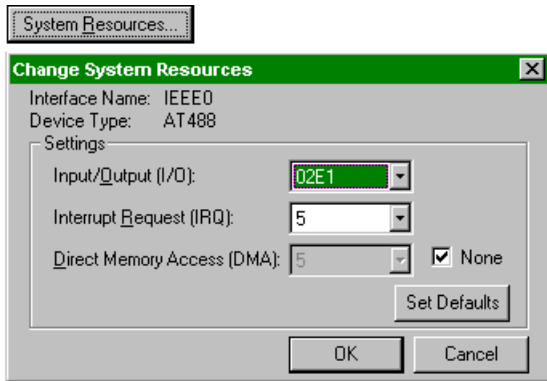 System Resources...
Change System Resources
Interface Name: IEEE0
Device Type: AT488
Settings
Input/Output (I/O): 02E1
Interrupt Request (IRQ): 5
Direct Memory Access (DMA): 5 None
Set Defaults
OK Cancel